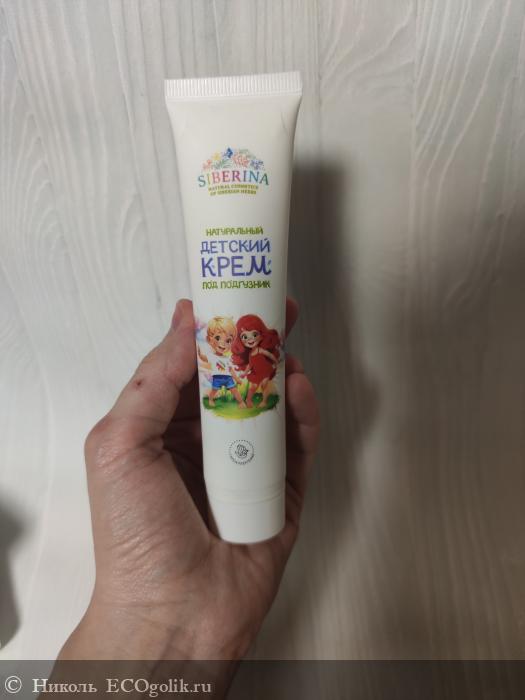 SIBERINA
NATURAL COSMETICS
OF SIBERIAN HERBS
НАТУРАЛЬНЫЙ
ДЕТСКИЙ
КРЕМ
ПОД ПОДГУЗНИК
© Николь ECOgolik.ru